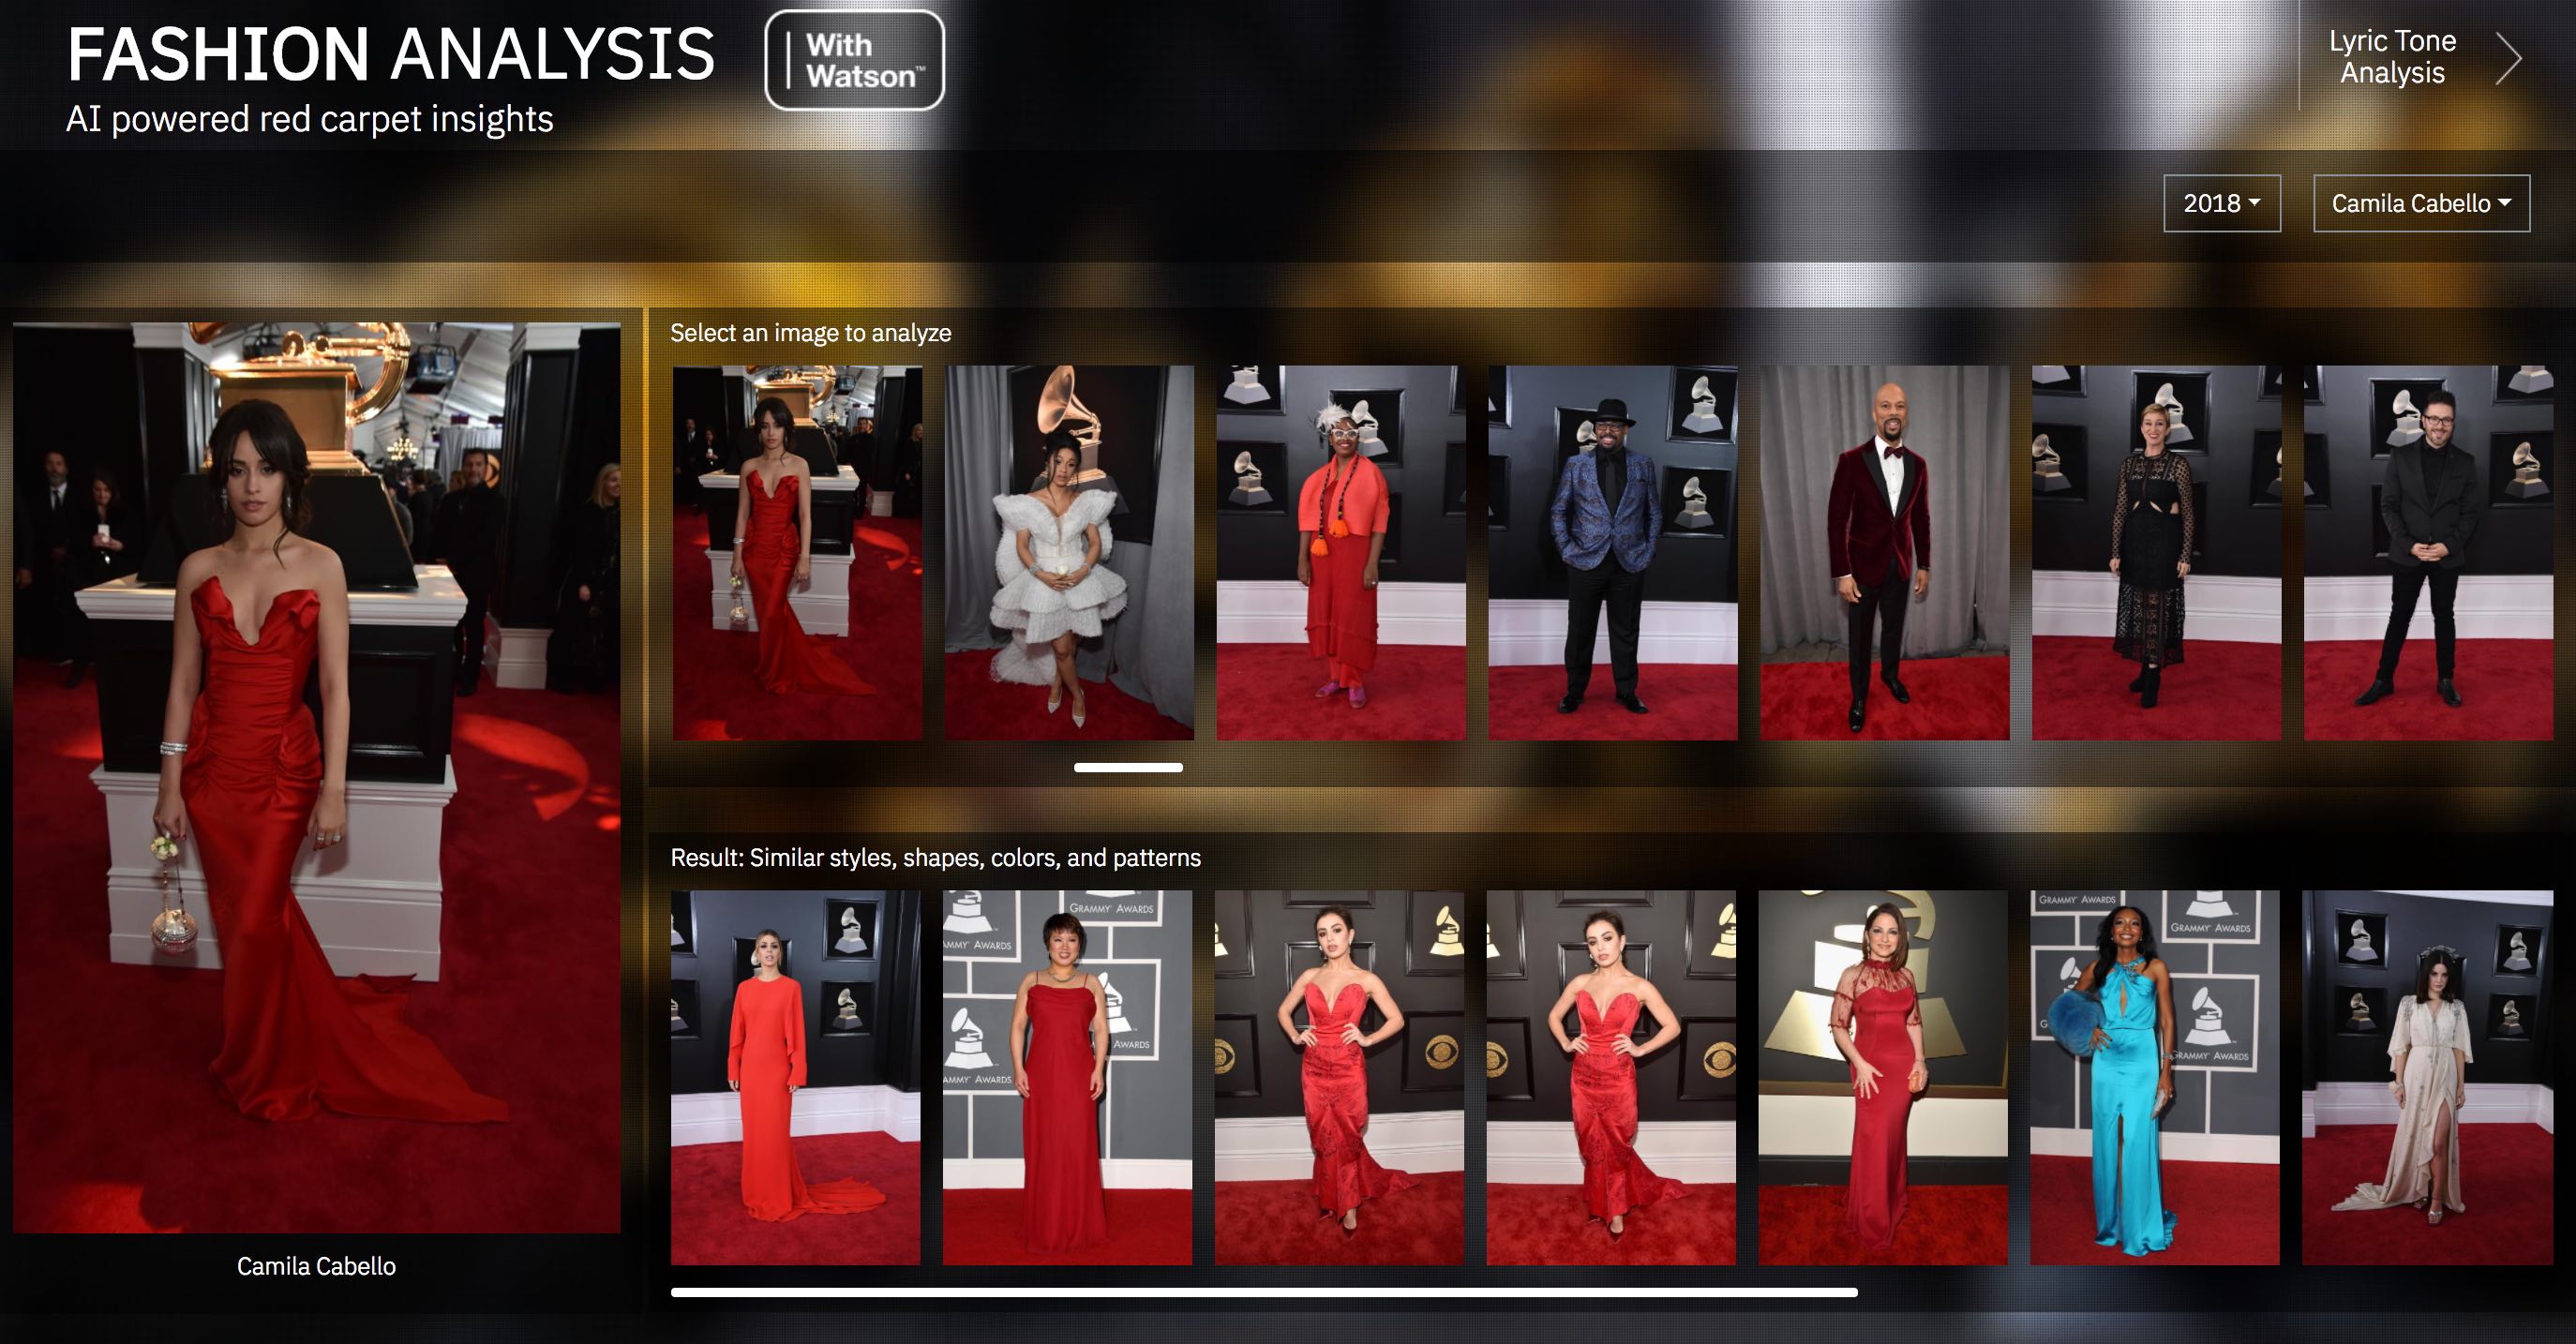 FASHION ANALYSIS
AI powered red carpet insights
With
Watson™
Lyric Tone
Analysis
2018
Camila Cabello
Select an image to analyze
Result: Similar styles, shapes, colors, and patterns
GRAMMY AWARDS
AMMY AWARDS
AWARDS
AMMY AWARDS
GRAMMY AWARDS
GRAMMY AWARDS
G
GRAMMY AWARDS
Camila Cabello